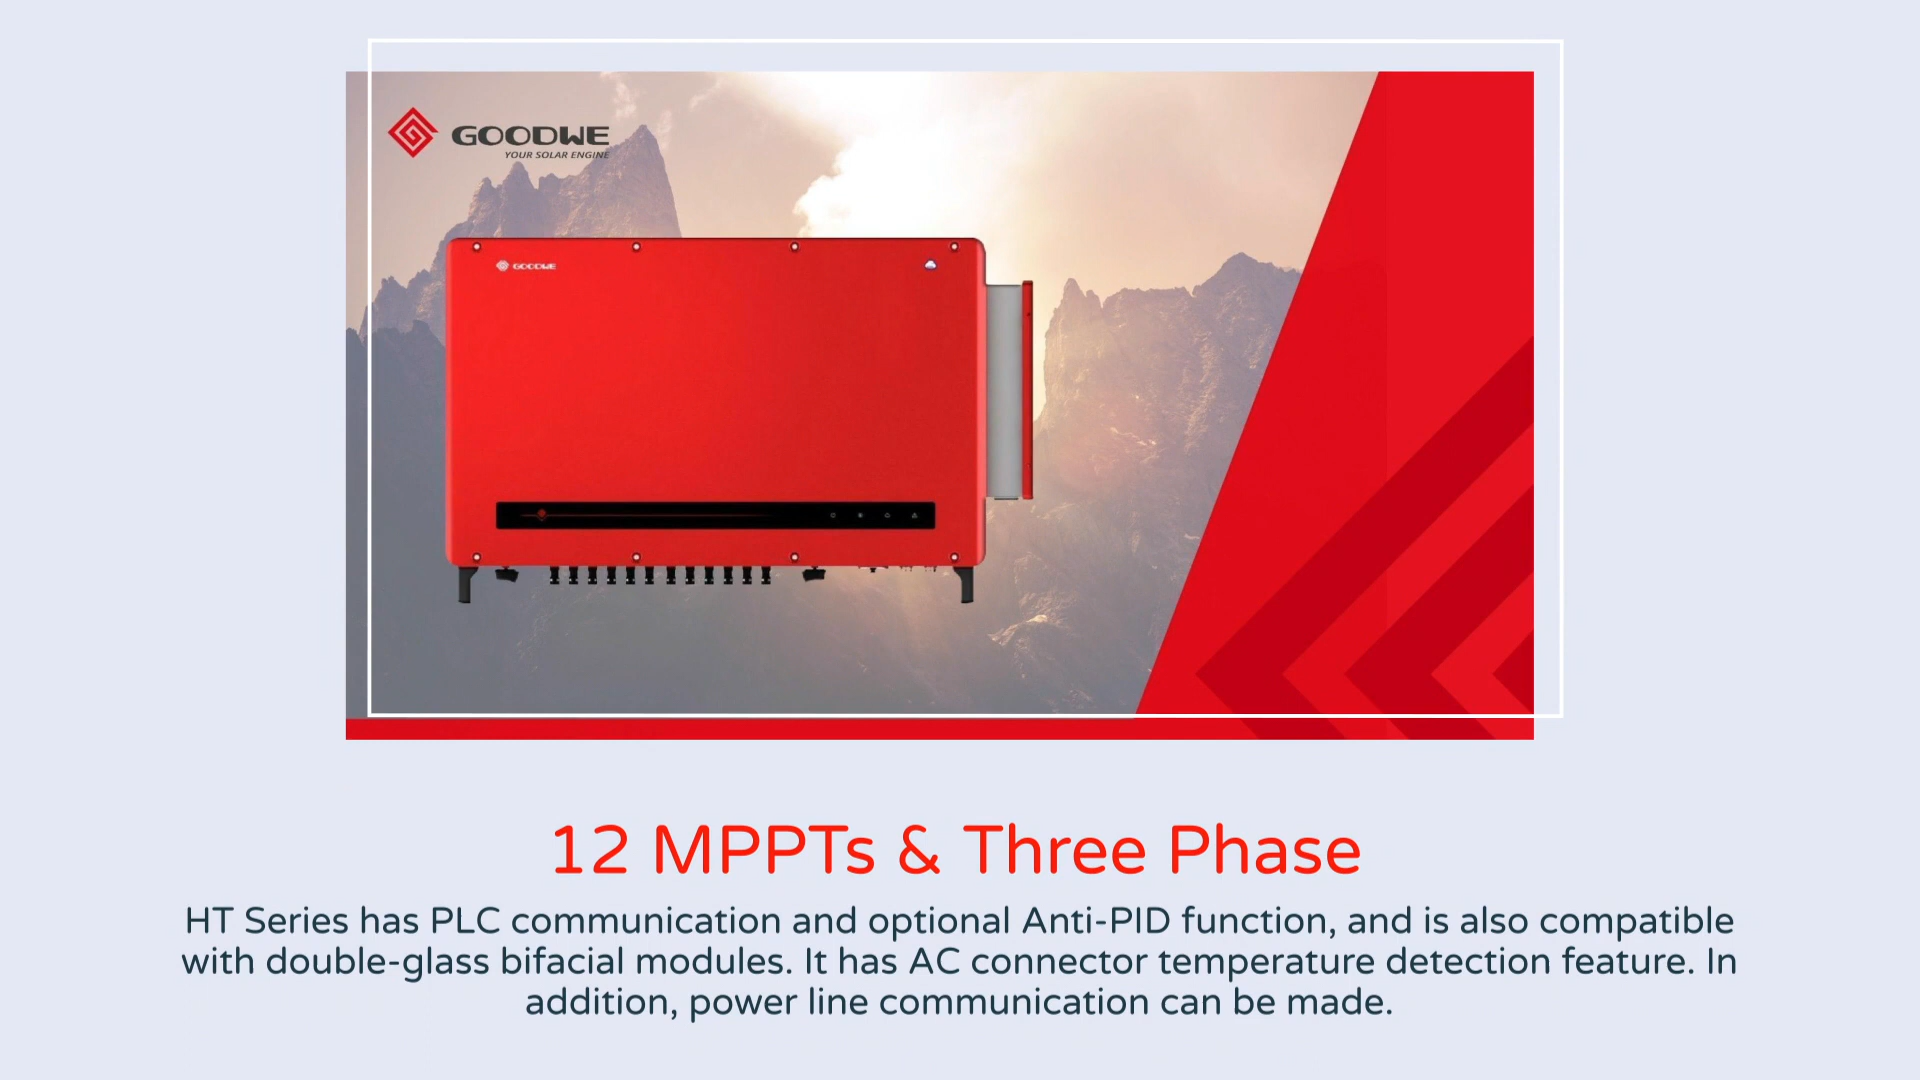 GOODWE
YOUR SOLAR ENGINE
GOODWE
12 MPPTs & Three Phase
HT Series has PLC communication and optional Anti-PID function, and is also compatible
with double-glass bifacial modules. It has AC connector temperature detection feature. In
addition, power line communication can be made.